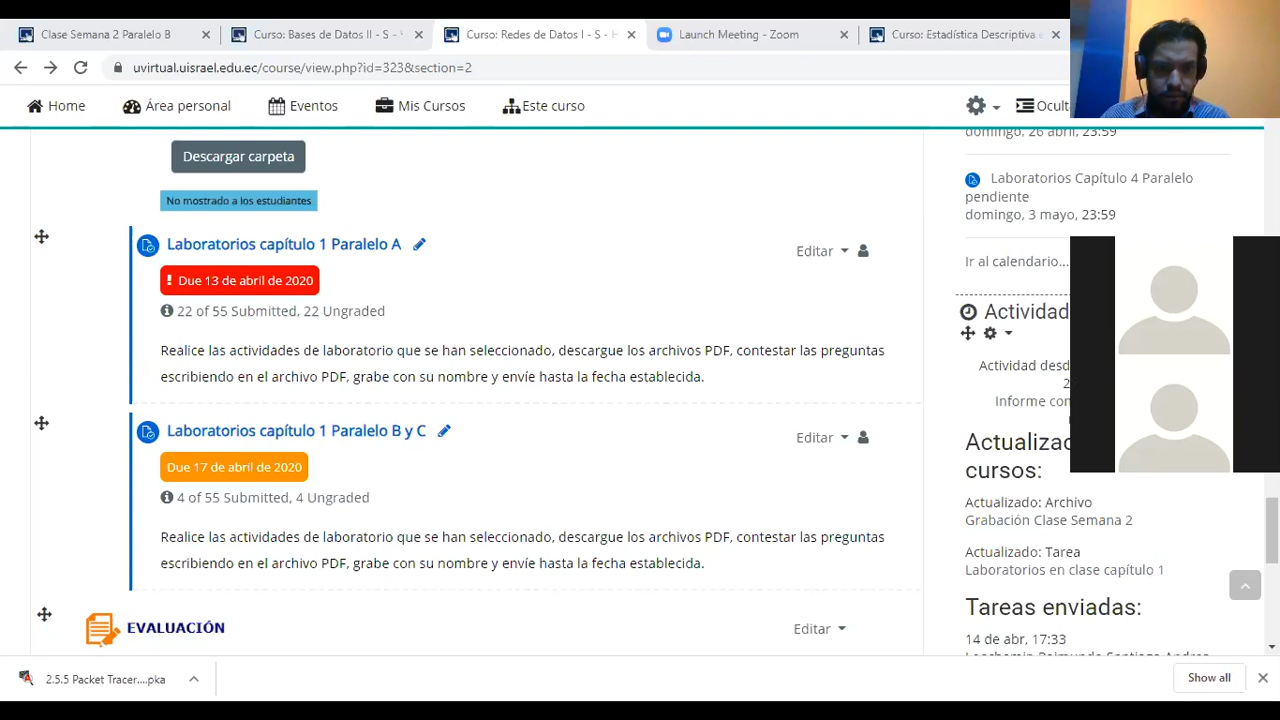 Clase Semana 2 Paralelo B
Curso: Bases de Datos II - S -
Curso: Redes de Datos I - S - H
Launch Meeting - Zoom
Curso: Estadística Descriptiva
uvirtual.uisrael.edu.ec/course/view.php?id=323&section=2
Home
Área personal
Eventos
Mis Cursos
Este curso
Ocult
domingo, 26 abril, 23:59
Descargar carpeta
No mostrado a los estudiantes
Laboratorios Capítulo 4 Paralelo
pendiente
domingo, 3 mayo, 23:59
Laboratorios capítulo 1 Paralelo A
Editar
Due 13 de abril de 2020
22 of 55 Submitted, 22 Ungraded
Realice las actividades de laboratorio que se han seleccionado, descargue los archivos PDF, contestar las preguntas
escribiendo en el archivo PDF, grabe con su nombre y envíe hasta la fecha establecida.
Laboratorios capítulo 1 Paralelo B y C
Editar
Due 17 de abril de 2020
4 of 55 Submitted, 4 Ungraded
Realice las actividades de laboratorio que se han seleccionado, descargue los archivos PDF, contestar las preguntas
escribiendo en el archivo PDF, grabe con su nombre y envíe hasta la fecha establecida.
EVALUACIÓN
Editar
Ir al calendario...
Actividad
Actividad desd
2
Informe com
Actualizac
cursos:
Actualizado: Archivo
Grabación Clase Semana 2
Actualizado: Tarea
Laboratorios en clase capítulo 1
Tareas enviadas:
14 de abr, 17:33
2.5.5 Packet Tracer....pka
Show all